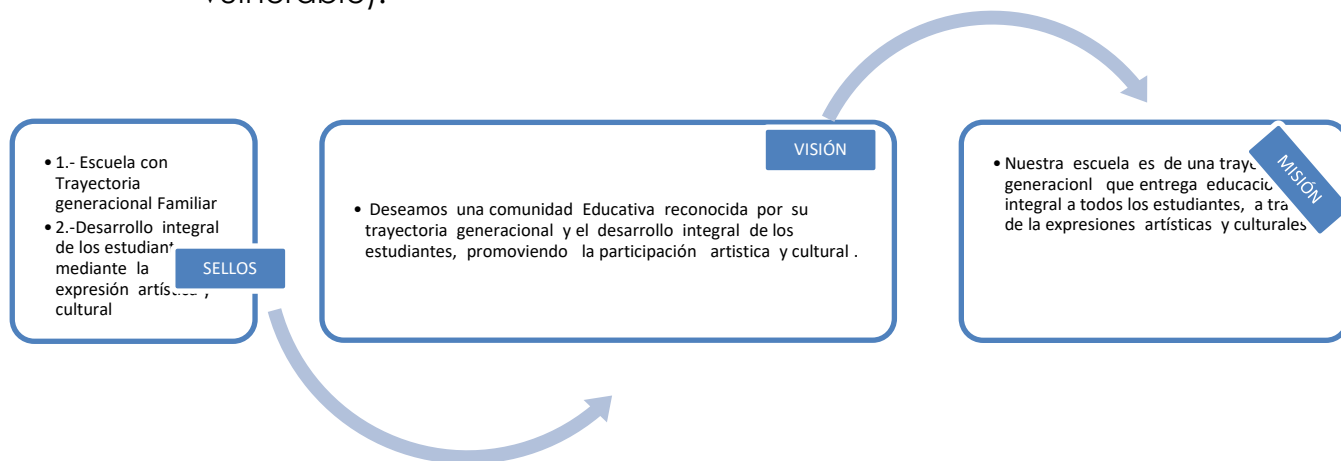 vulnerable).
• 1.- Escuela con
Trayectoria
generacional Familiar
• 2.-Desarrollo integral
de los
mediante la
expresión
cultural
SELLOS
VISIÓN
• Deseamos una comunidad Educativa reconocida por su
trayectoria generacional y el desarrollo integral de los
estudiantes, promoviendo la participación artistica y cultural .
MISIÓN
• Nuestra escuela es de una
generacionl que entrega
integral a todos los estudiantes, a
de la expresiones artísticas y culturales